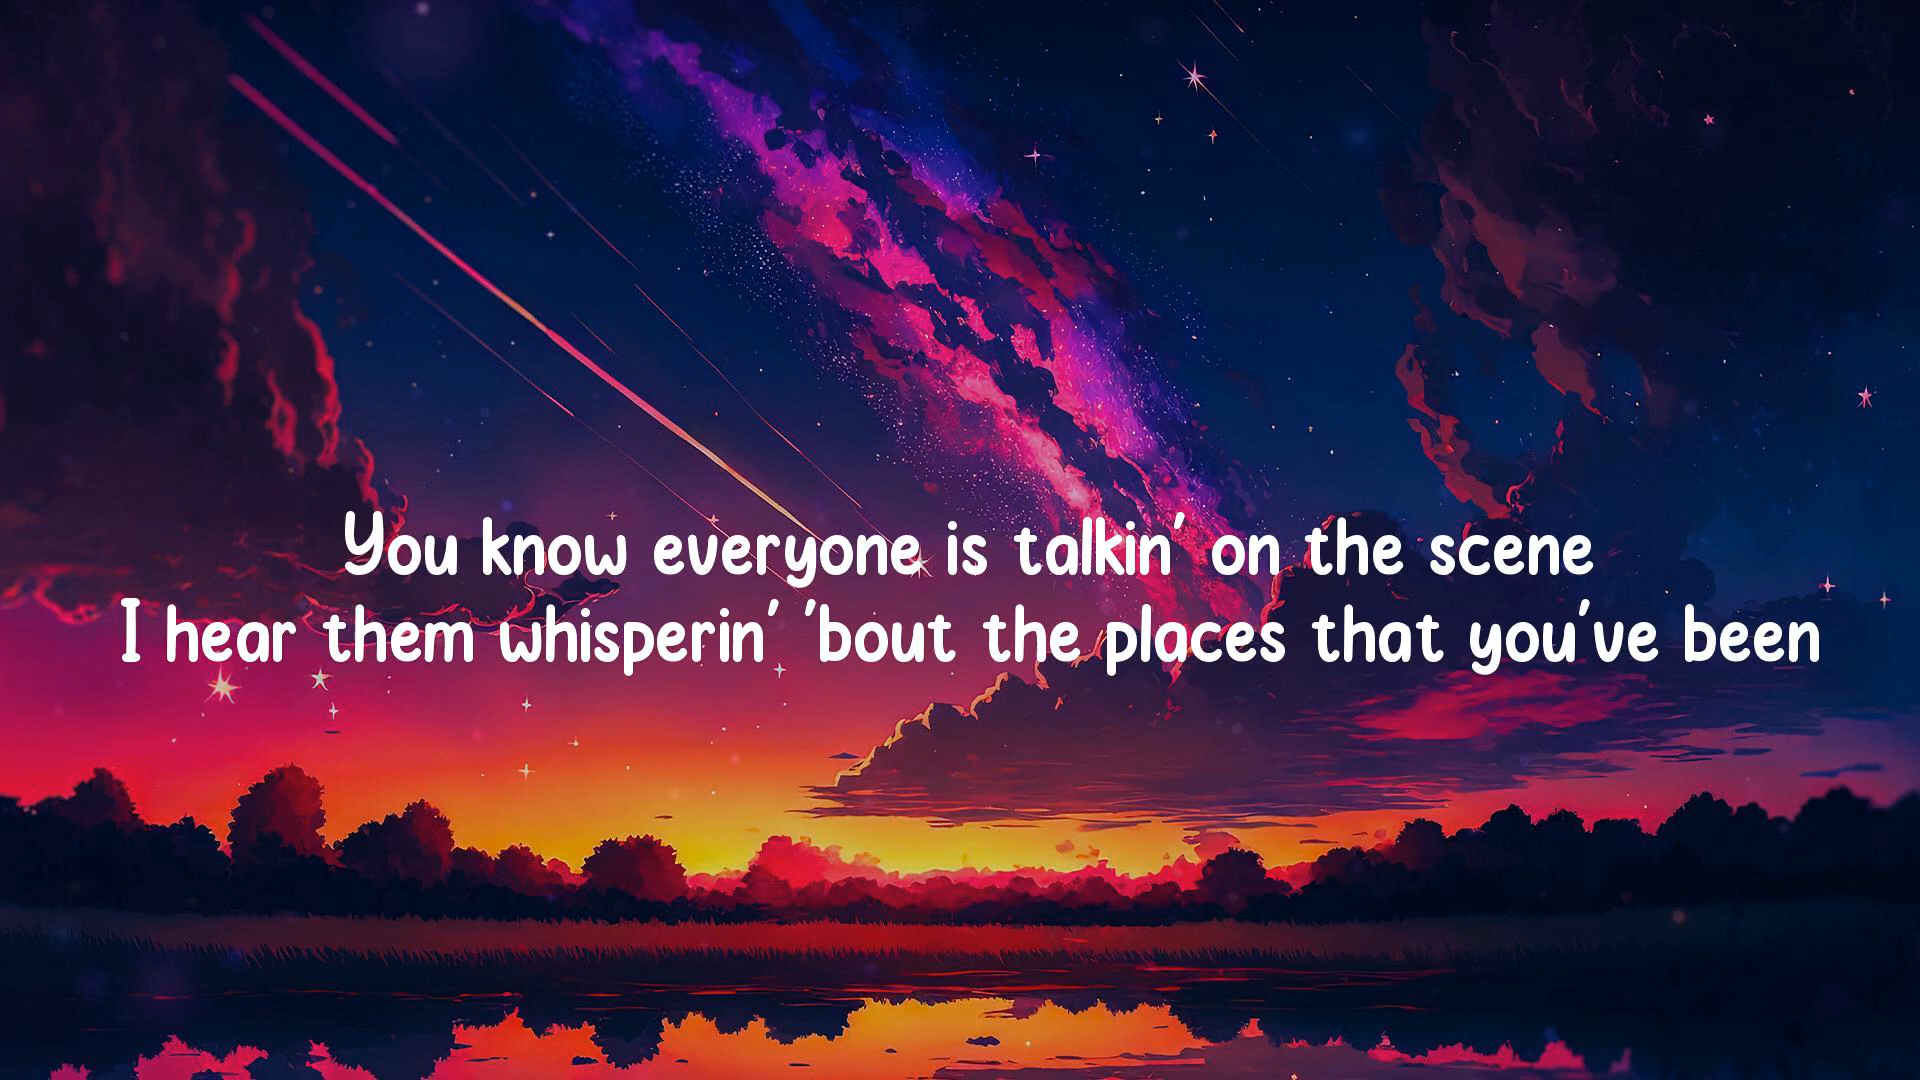 You know everyone is talkin' on the scene
I hear them whisperin' 'bout the places that you've been